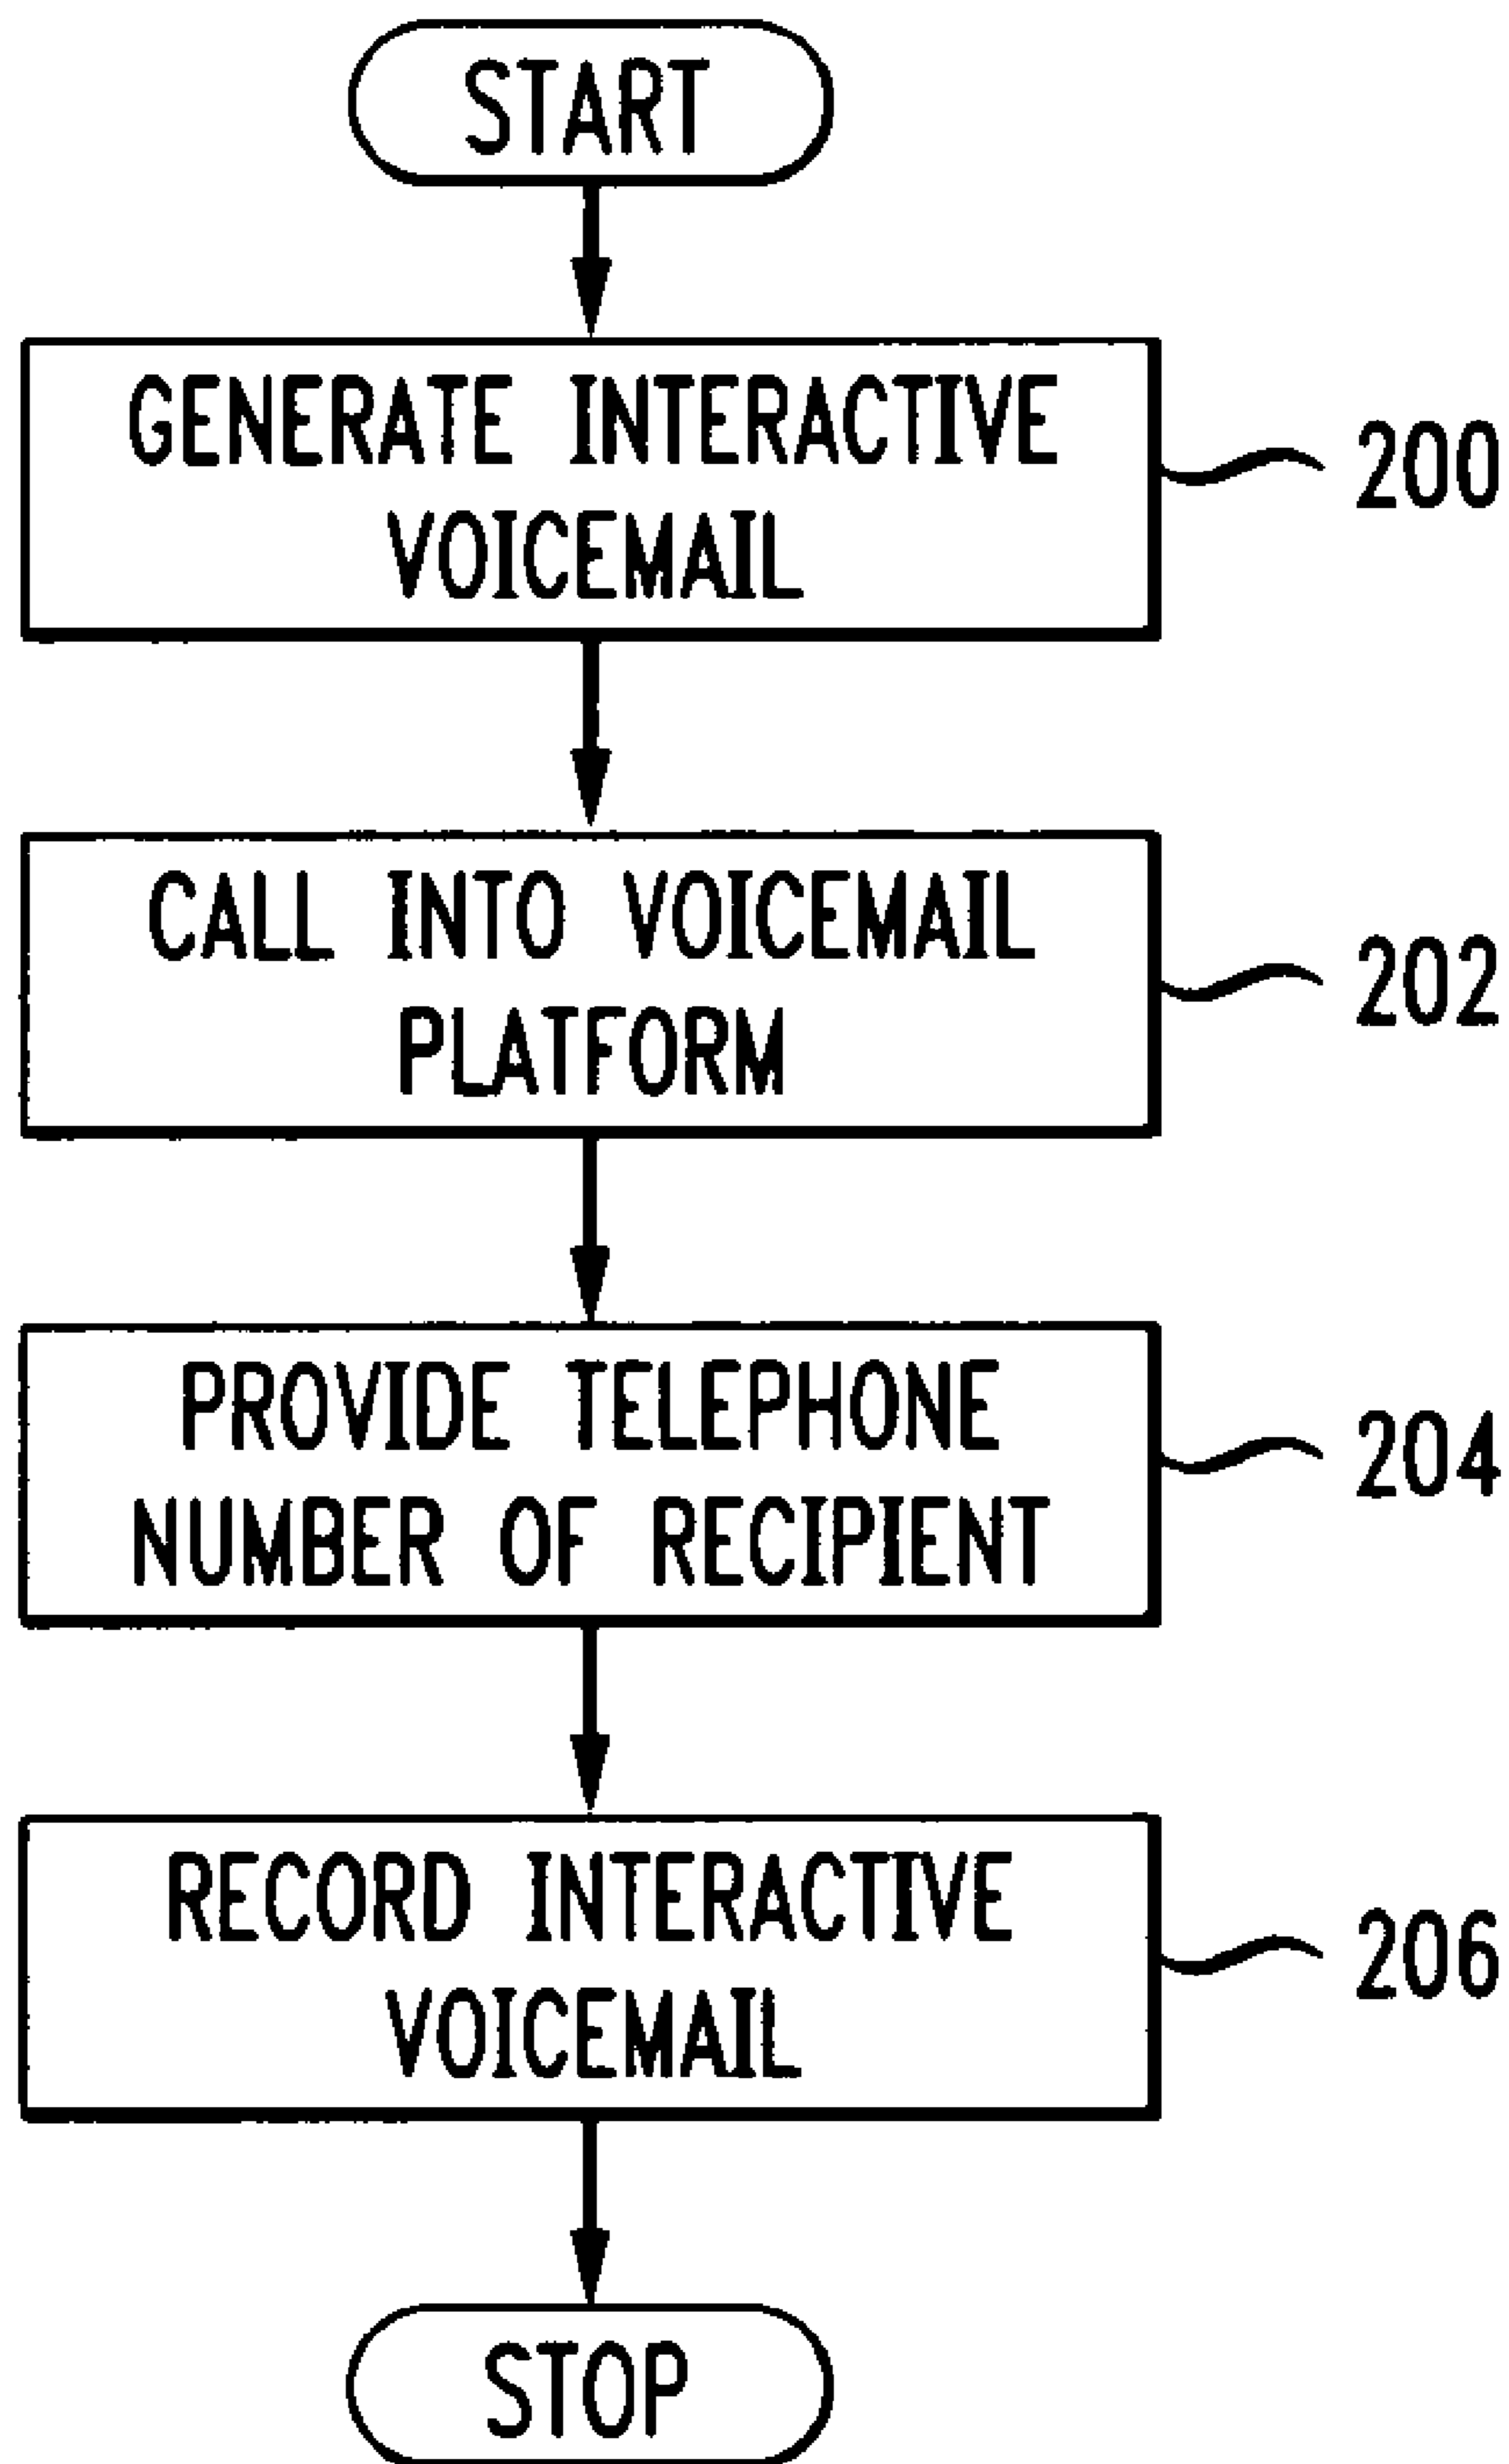 START
GENERATE INTERACTIVE
VOICEMAIL
200
CALL INTO VOICEMAIL
PLATFORM
202
PROVIDE TELEPHONE
NUMBER OF RECIPIENT
204
RECORD INTERACTIVE
VOICEMAIL
206
STOP